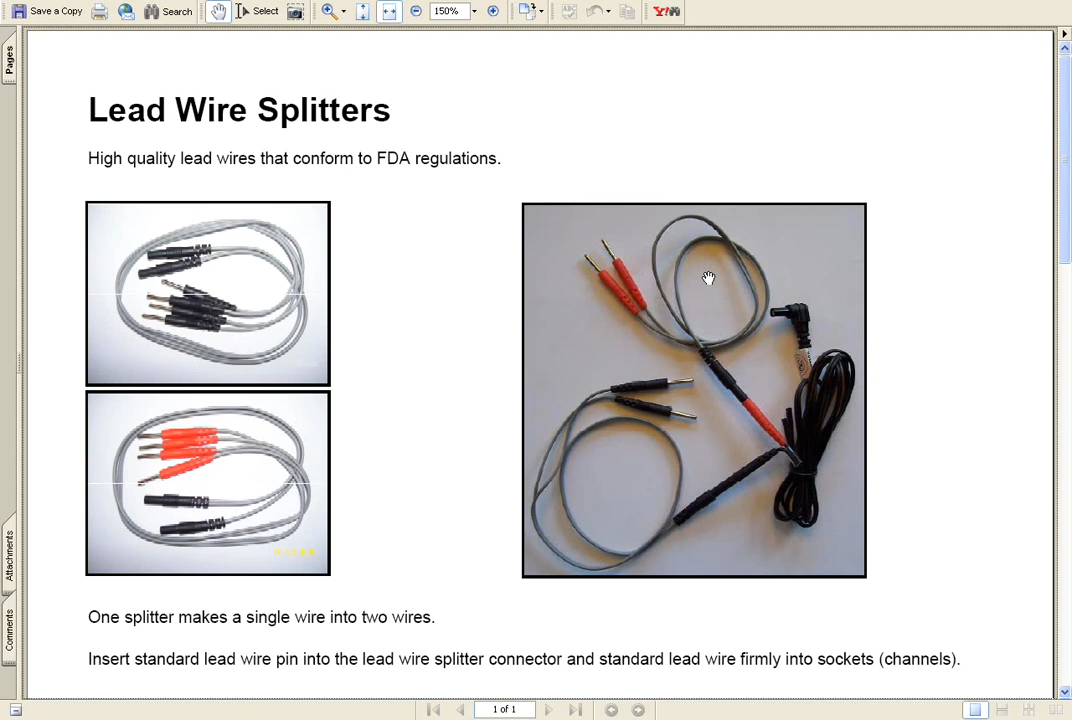 Save a Copy
Search
Select
150%
Y!
Pages
Lead Wire Splitters
High quality lead wires that conform to FDA regulations.
One splitter makes a single wire into two wires.
Insert standard lead wire pin into the lead wire splitter connector and standard lead wire firmly into sockets (channels).
Attachments
Comments
1 of 1